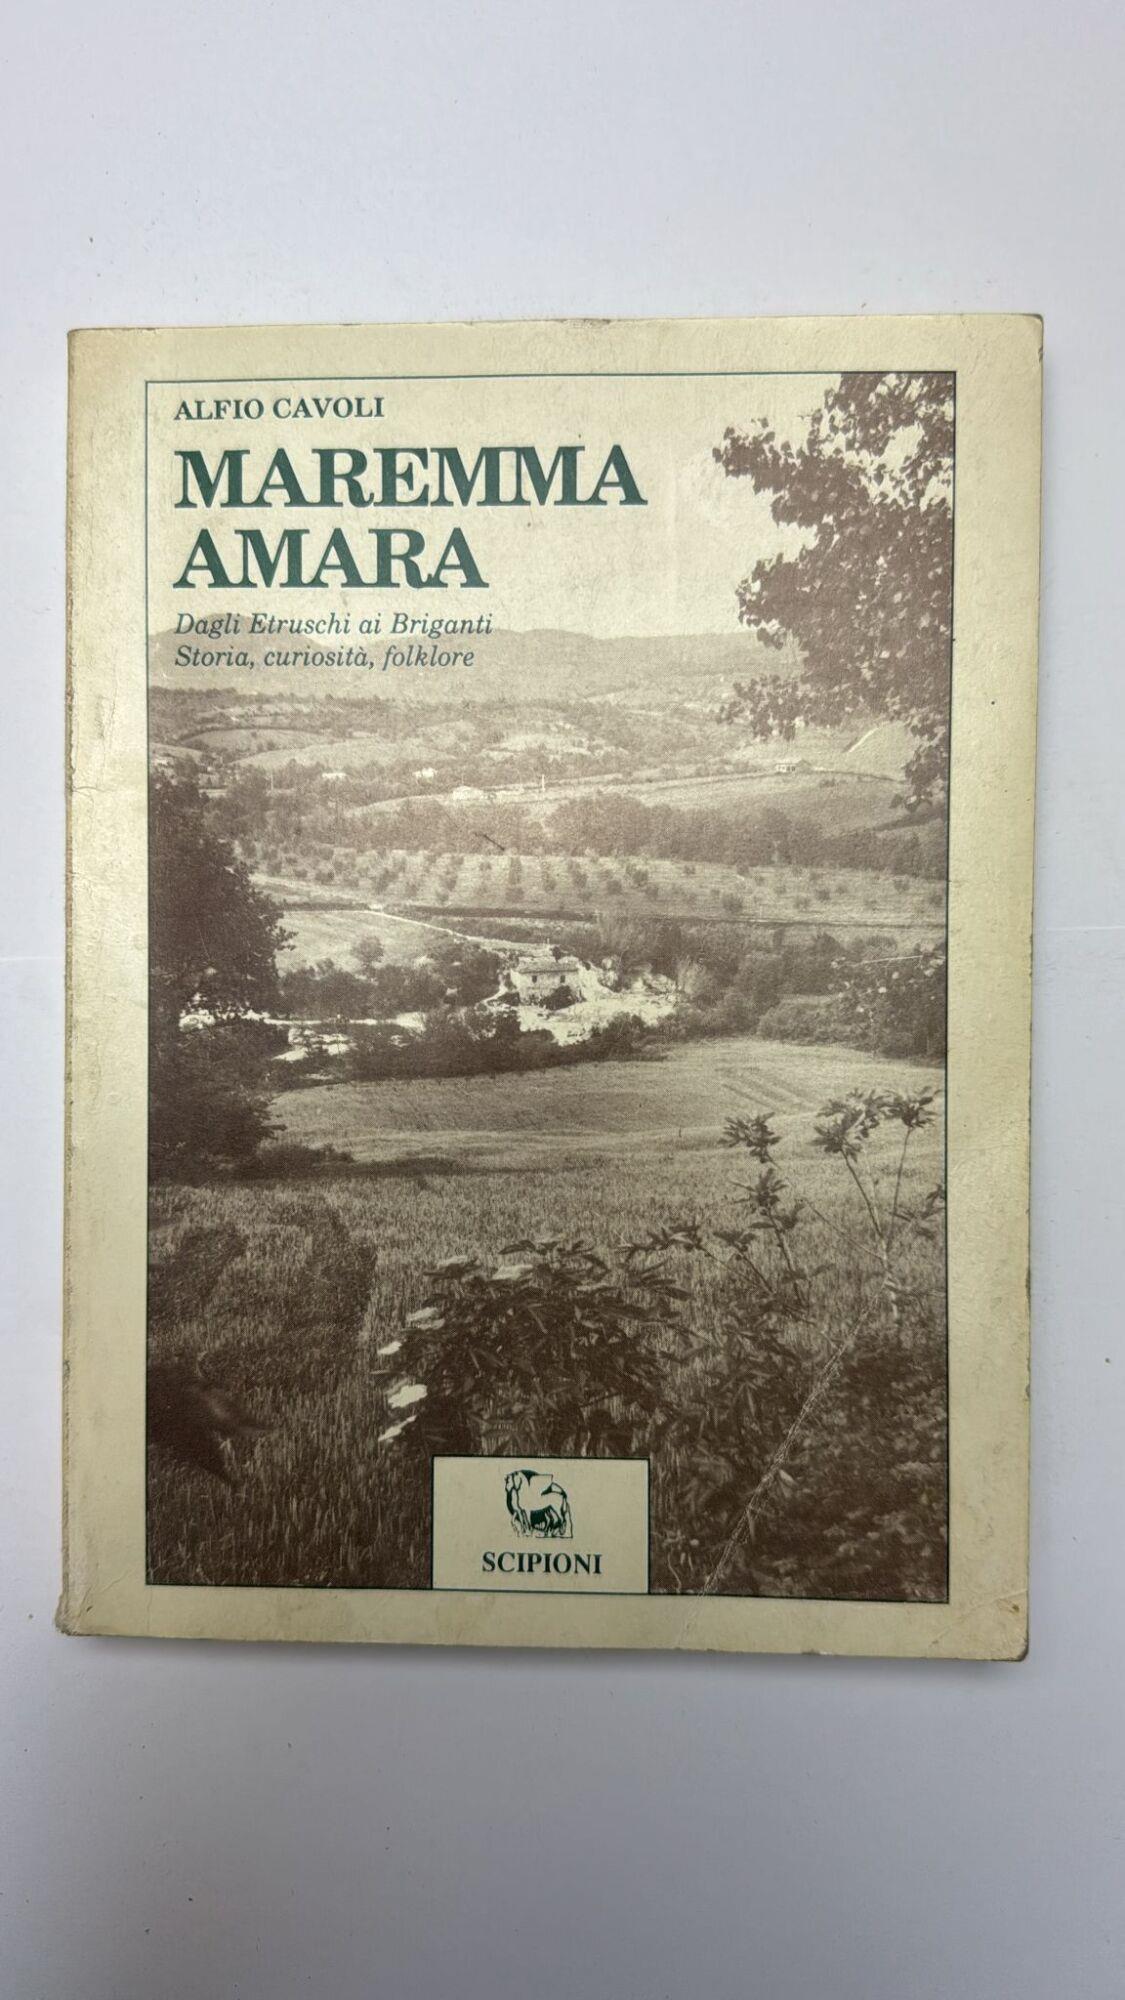 ALFIO CAVOLI
MAREMMA
AMARA
Dagli Etruschi ai Briganti
Storia, curiosità, folklore
SCIPIONI